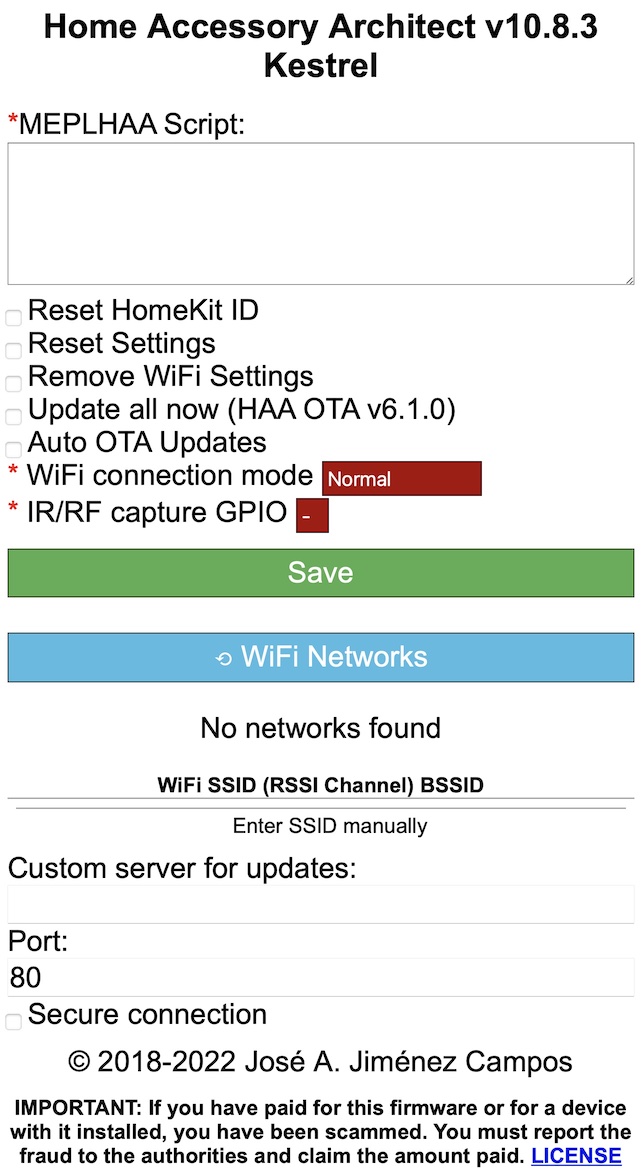 Home Accessory Architect v10.8.3
Kestrel
*MEPLHAA Script:
Reset HomeKit ID
Reset Settings
Remove WiFi Settings
Update all now (HAA OTA v6.1.0)
Auto OTA Updates
* WiFi connection mode Normal
* IR/RF capture GPIO -
Save
⟲ WiFi Networks
No networks found
WiFi SSID (RSSI Channel) BSSID
Enter SSID manually
Custom server for updates:
Port:
80
Secure connection
© 2018-2022 José A. Jiménez Campos
IMPORTANT: If you have paid for this firmware or for a device
with it installed, you have been scammed. You must report the
fraud to the authorities and claim the amount paid. LICENSE